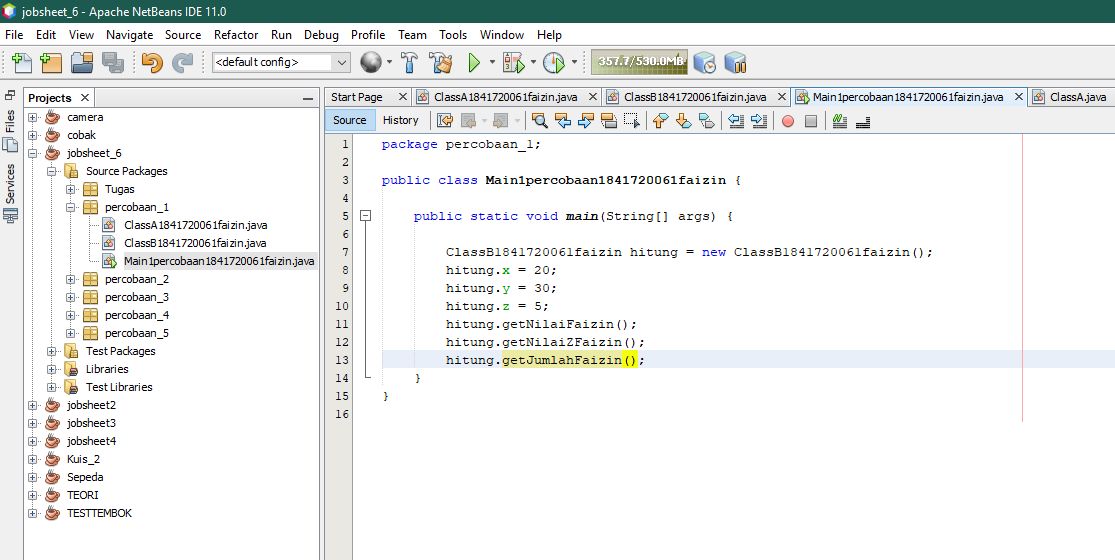 jobsheet_6 - Apache NetBeans IDE 11.0
File Edit View Navigate Source Refactor Run Debug Profile Team Tools Window Help
<default config> 357.7/530.0MB
Projects
Files
Services
camera
cobak
jobsheet_6
Source Packages
Tugas
percobaan_1
ClassA1841720061faizin.java
ClassB1841720061faizin.java
Main1percobaan1841720061faizin.java
percobaan_2
percobaan_3
percobaan_4
percobaan_5
Test Packages
Libraries
Test Libraries
jobsheet2
jobsheet3
jobsheet4
Kuis_2
Sepeda
TEORI
TESTTEMBOK
Start Page ClassA1841720061faizin.java ClassB1841720061faizin.java Main1percobaan1841720061faizin.java ClassA.java
Source History
1 package percobaan_1;
2
3 public class Main1percobaan1841720061faizin {
4
5 public static void main(String[] args) {
6
7 ClassB1841720061faizin hitung = new ClassB1841720061faizin();
8 hitung.x = 20;
9 hitung.y = 30;
10 hitung.z = 5;
11 hitung.getNilaiFaizin();
12 hitung.getNilaiZFaizin();
13 hitung.getJumlahFaizin();
14 }
15 }
16